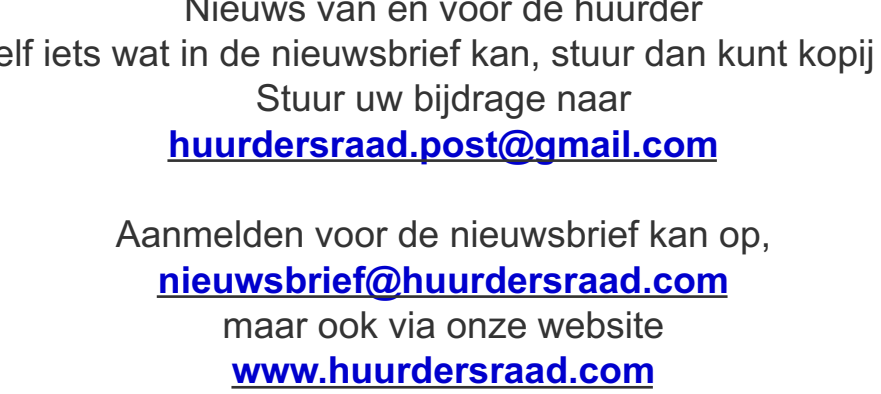 Nieuws van en voor de huurder
elf iets wat in de nieuwsbrief kan, stuur dan kunt kopij
Stuur uw bijdrage naar
huurdersraad.post@gmail.com
Aanmelden voor de nieuwsbrief kan op,
nieuwsbrief@huurdersraad.com
maar ook via onze website
www.huurdersraad.com